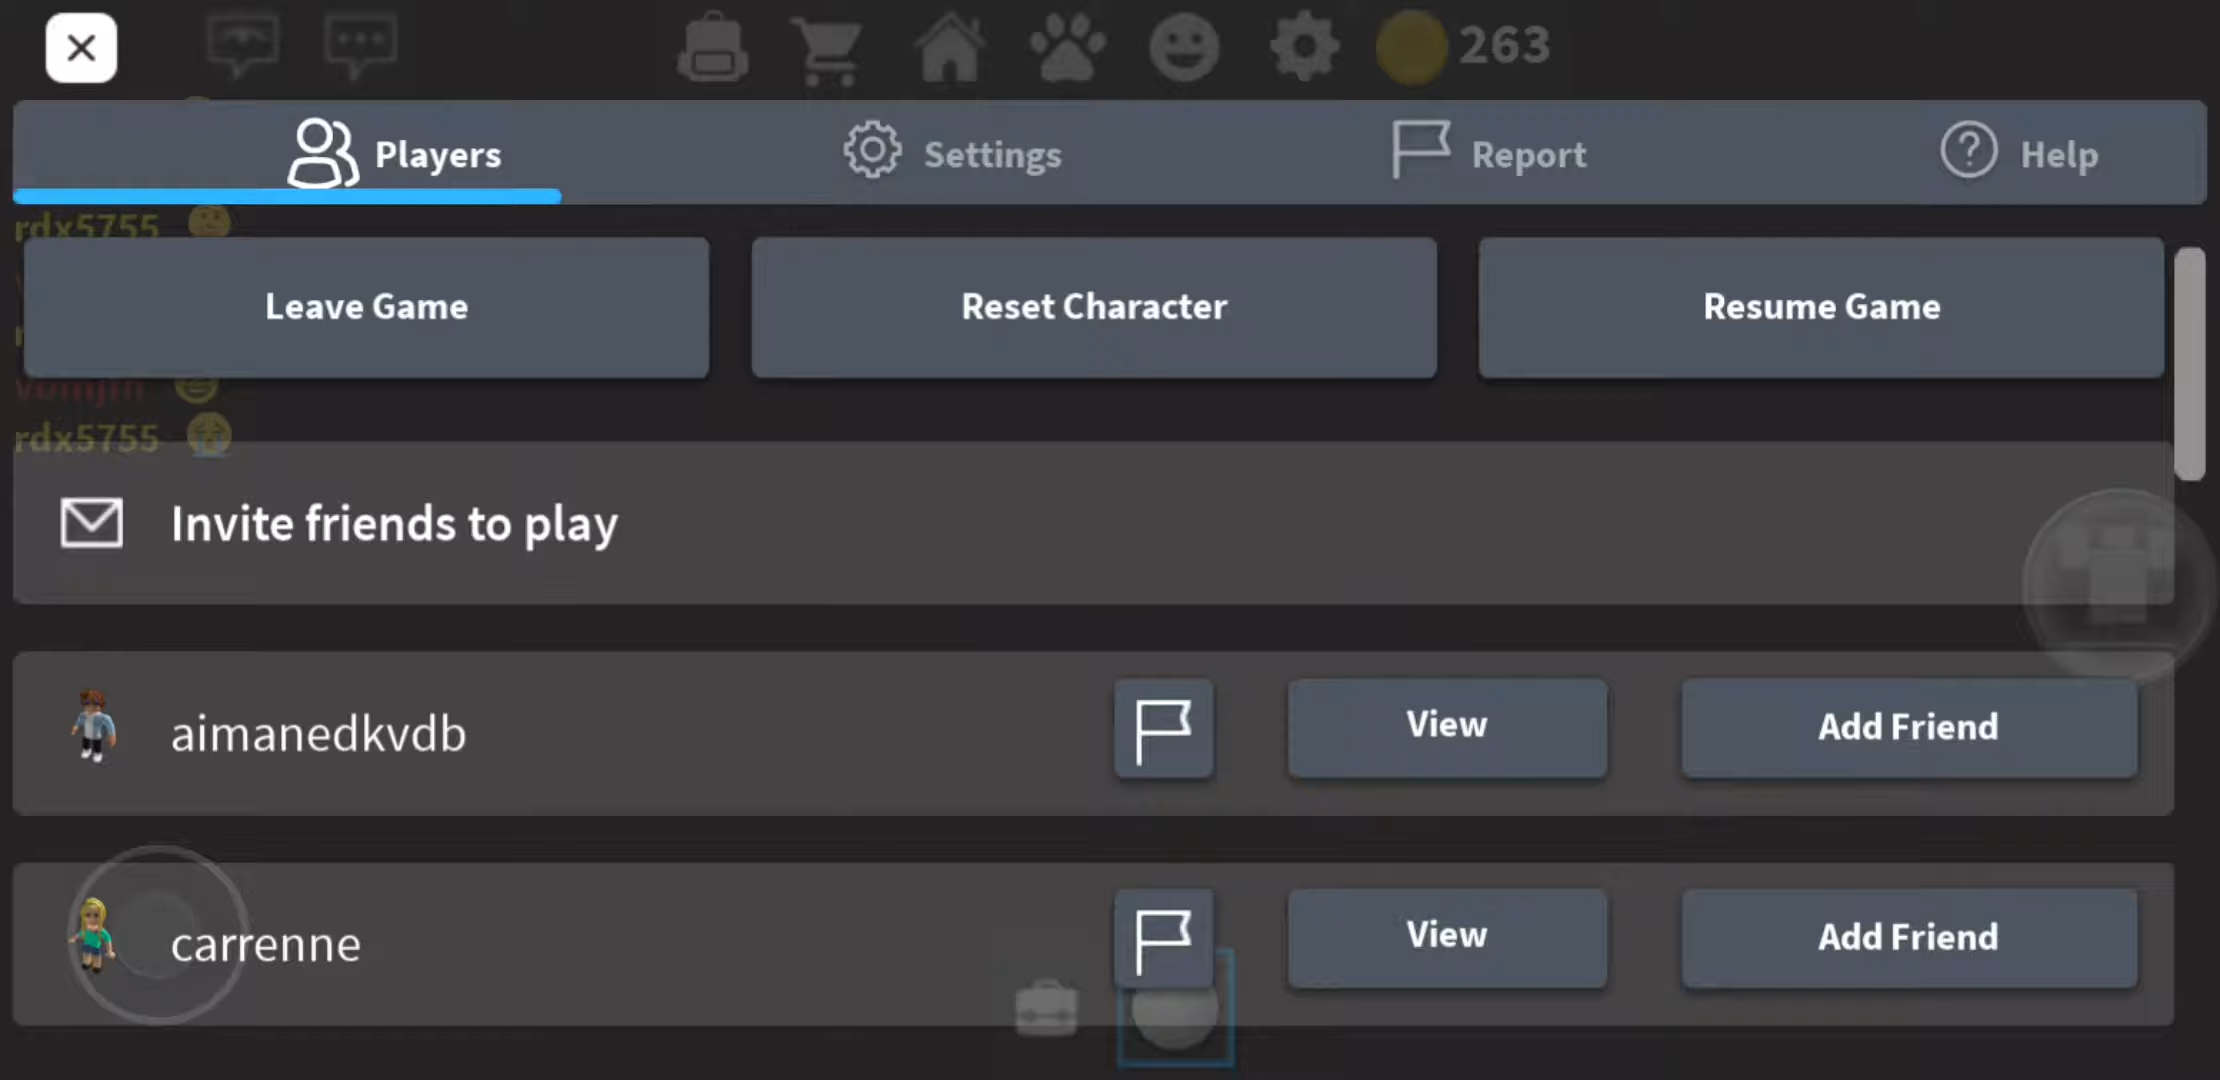 263
Players
Settings
Report
Help
rdx5755
Leave Game
Reset Character
Resume Game
rdx5755
Invite friends to play
aimanedkvdb
View
Add Friend
carrenne
View
Add Friend